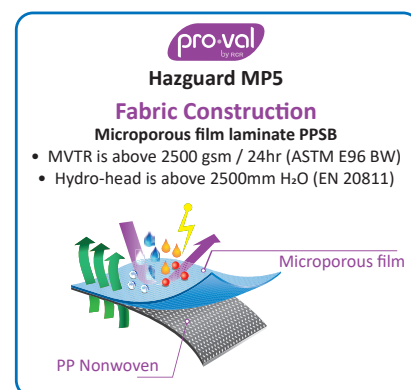 pro·val
by RCR
Hazguard MP5
Fabric Construction
Microporous film laminate PPSB
• MVTR is above 2500 gsm / 24hr (ASTM E96 BW)
• Hydro-head is above 2500mm H₂O (EN 20811)
Microporous film
PP Nonwoven